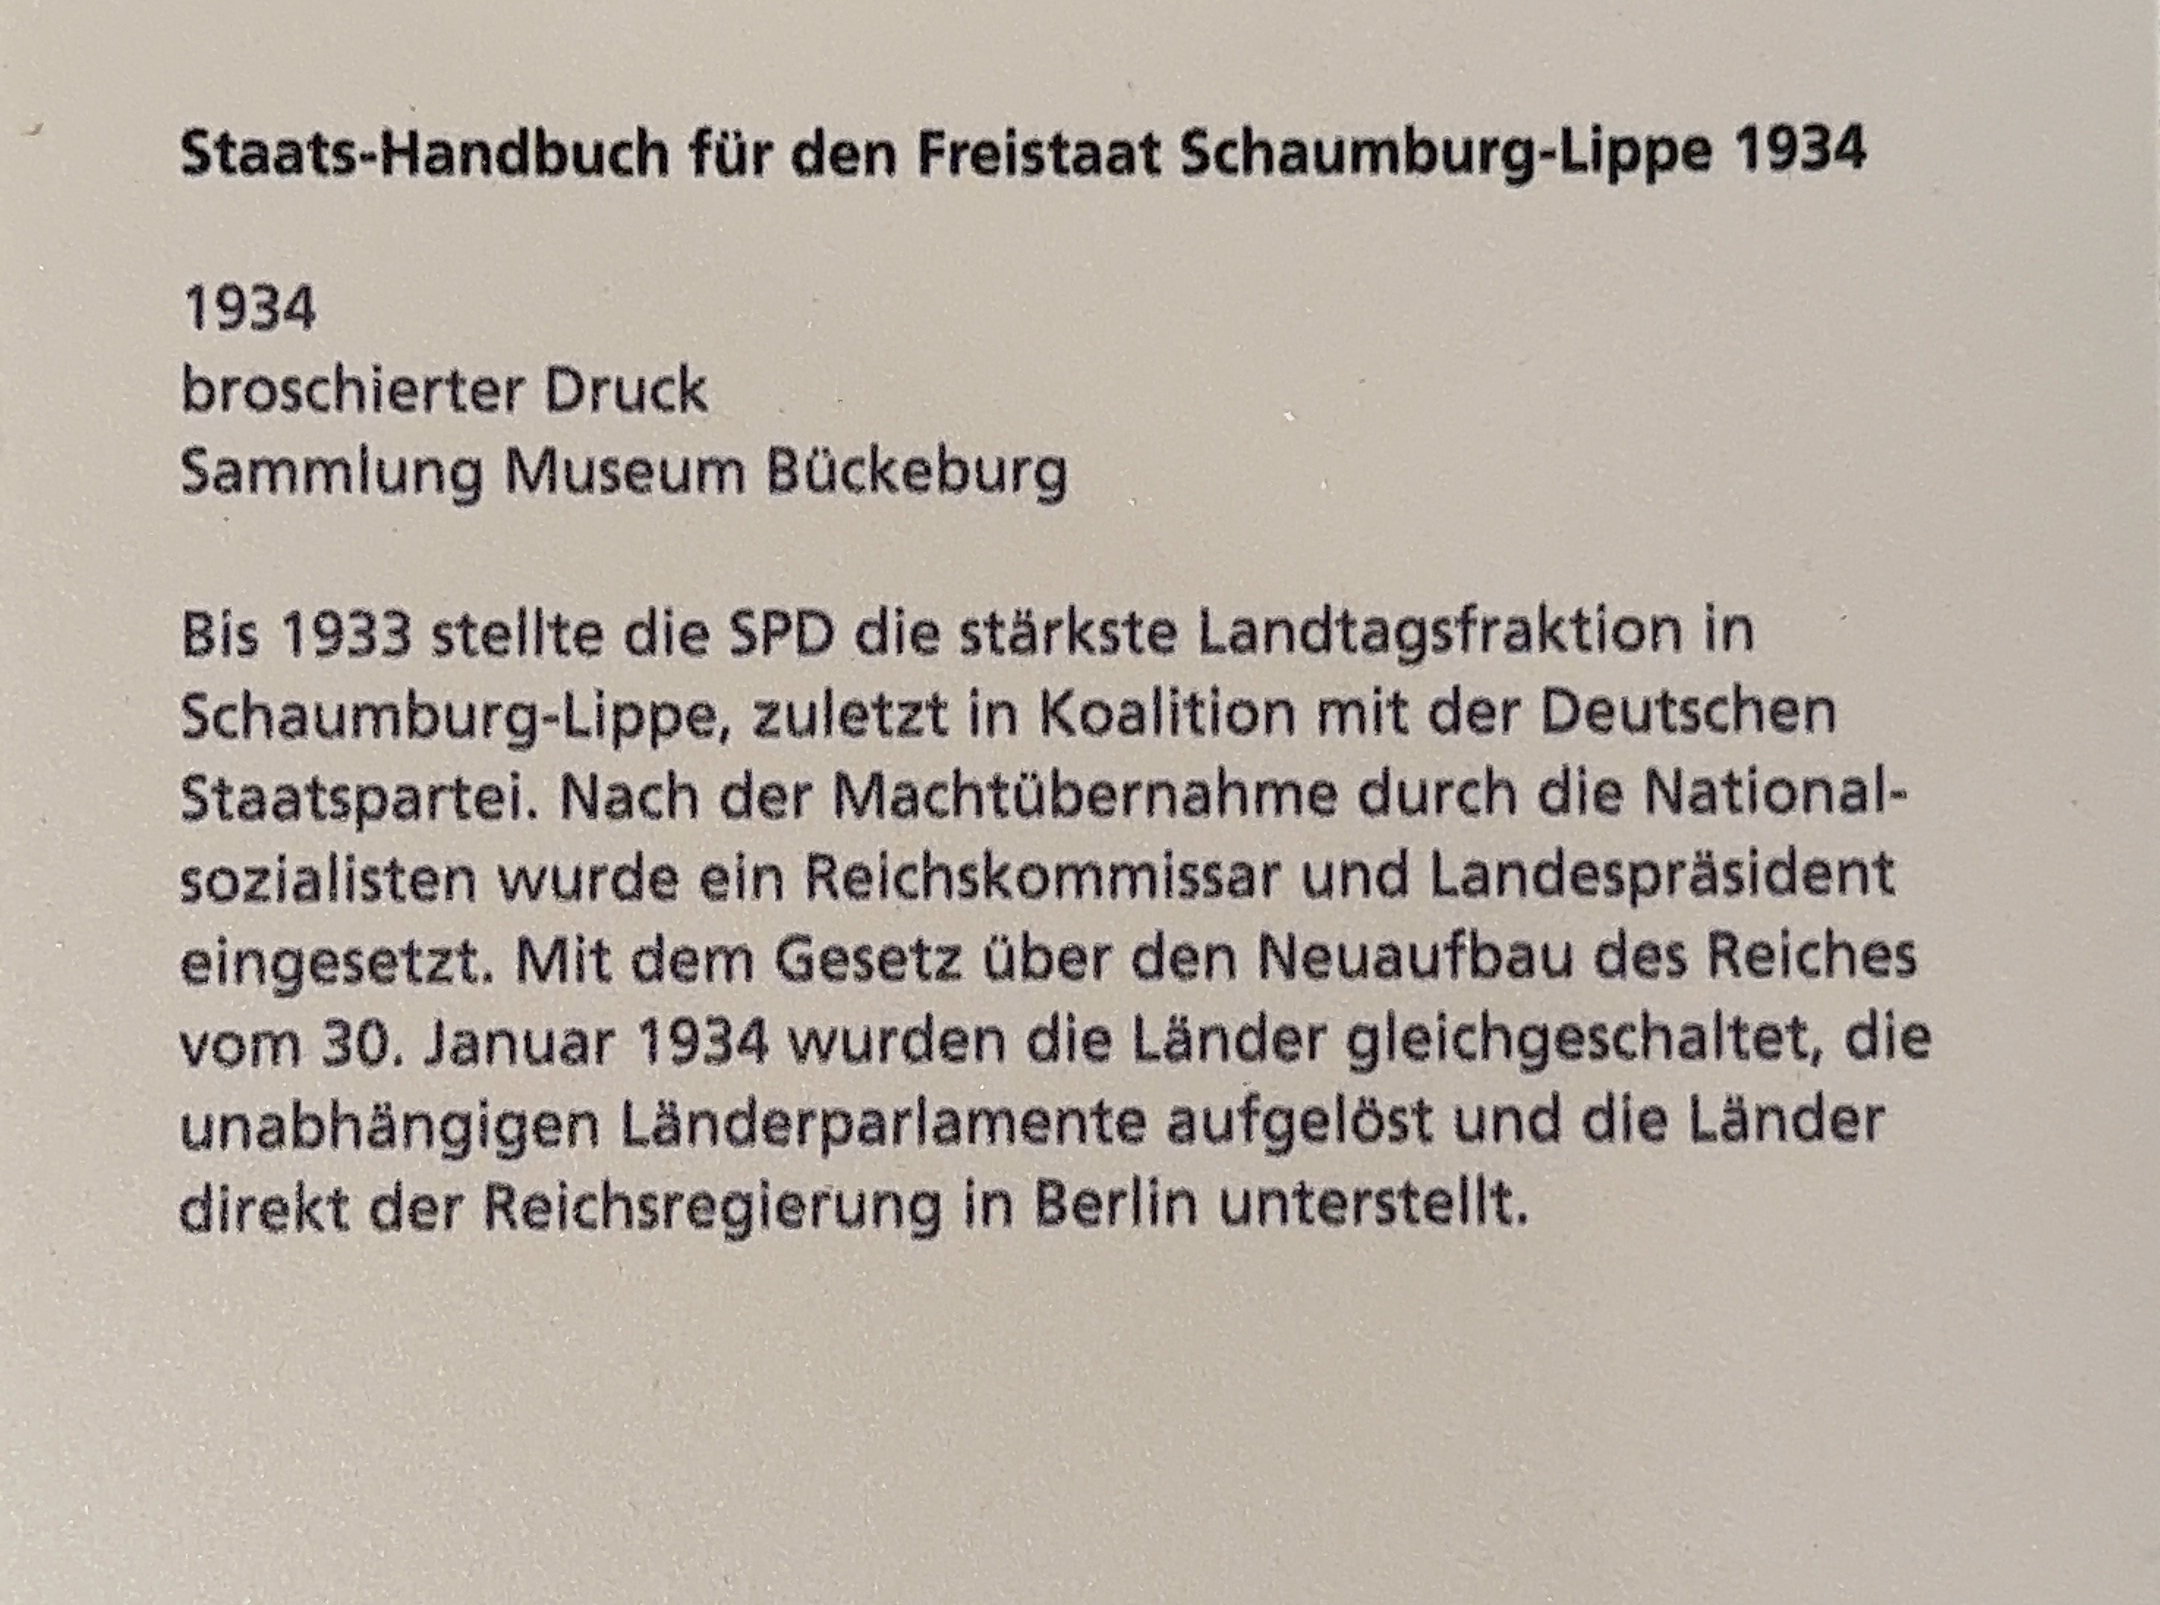 Staats-Handbuch für den Freistaat Schaumburg-Lippe 1934
1934
broschierter Druck
Sammlung Museum Bückeburg
Bis 1933 stellte die SPD die stärkste Landtagsfraktion in
Schaumburg-Lippe, zuletzt in Koalition mit der Deutschen
Staatspartei. Nach der Machtübernahme durch die National-
sozialisten wurde ein Reichskommissar und Landespräsident
eingesetzt. Mit dem Gesetz über den Neuaufbau des Reiches
vom 30. Januar 1934 wurden die Länder gleichgeschaltet, die
unabhängigen Länderparlamente aufgelöst und die Länder
direkt der Reichsregierung in Berlin unterstellt.